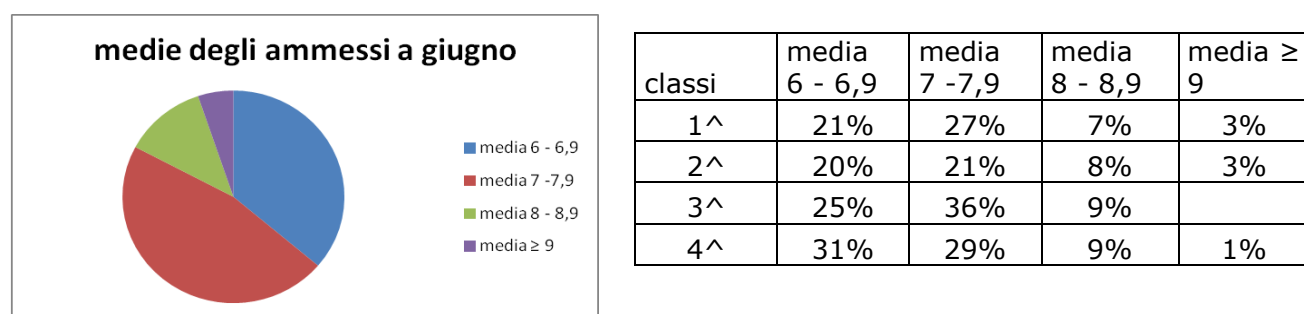 medie degli ammessi a giugno
media 6 - 6,9
media 7 -7,9
media 8 - 8,9
media ≥ 9
classi media 6 - 6,9 media 7 -7,9 media 8 - 8,9 media ≥ 9
1^ 21% 27% 7% 3%
2^ 20% 21% 8% 3%
3^ 25% 36% 9%
4^ 31% 29% 9% 1%